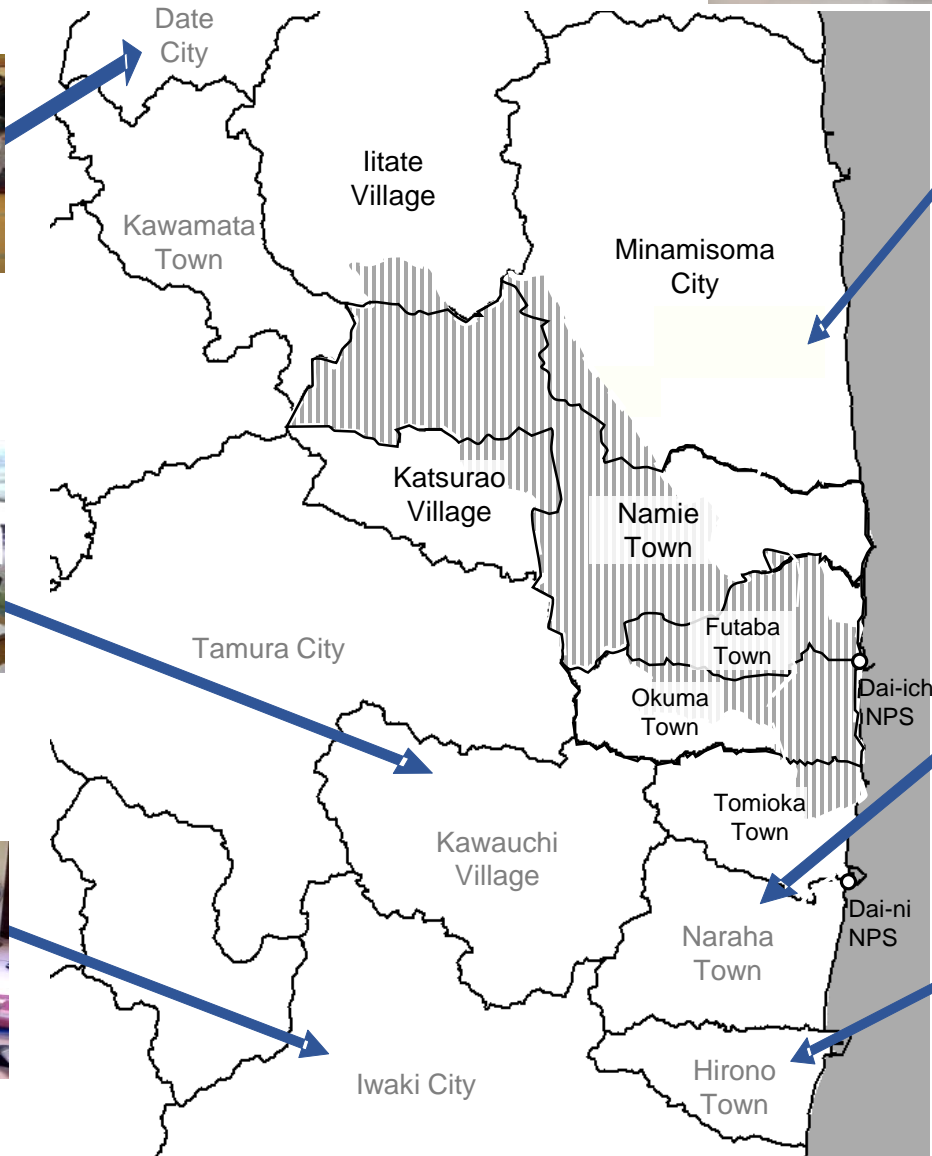 Date
City
Iitate
Village
Kawamata
Town
Minamisoma
City
Katsurao
Village
Namie
Town
Tamura City
Futaba
Town
Okuma
Town
Dai-ich
NPS
Tomioka
Town
Kawauchi
Village
Dai-ni
NPS
Naraha
Town
Iwaki City
Hirono
Town